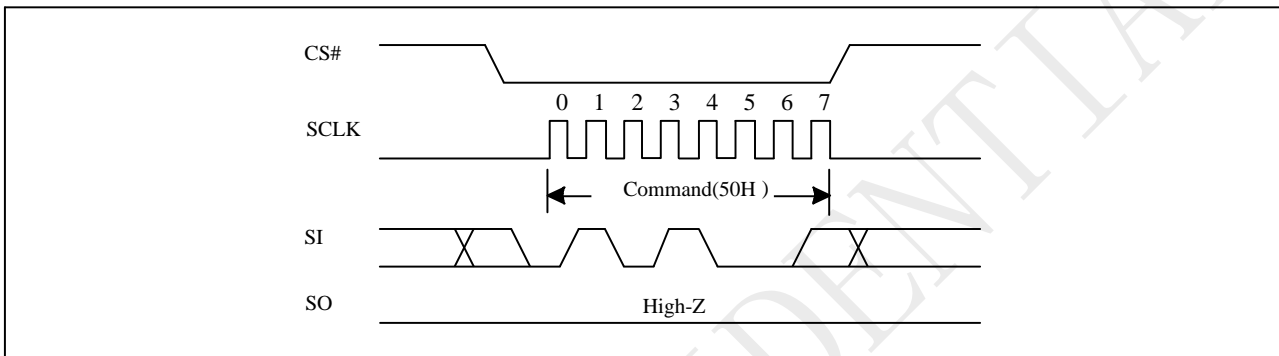 CS#
0 1 2 3 4 5 6 7
SCLK
Command(50H )
SI
SO
High-Z